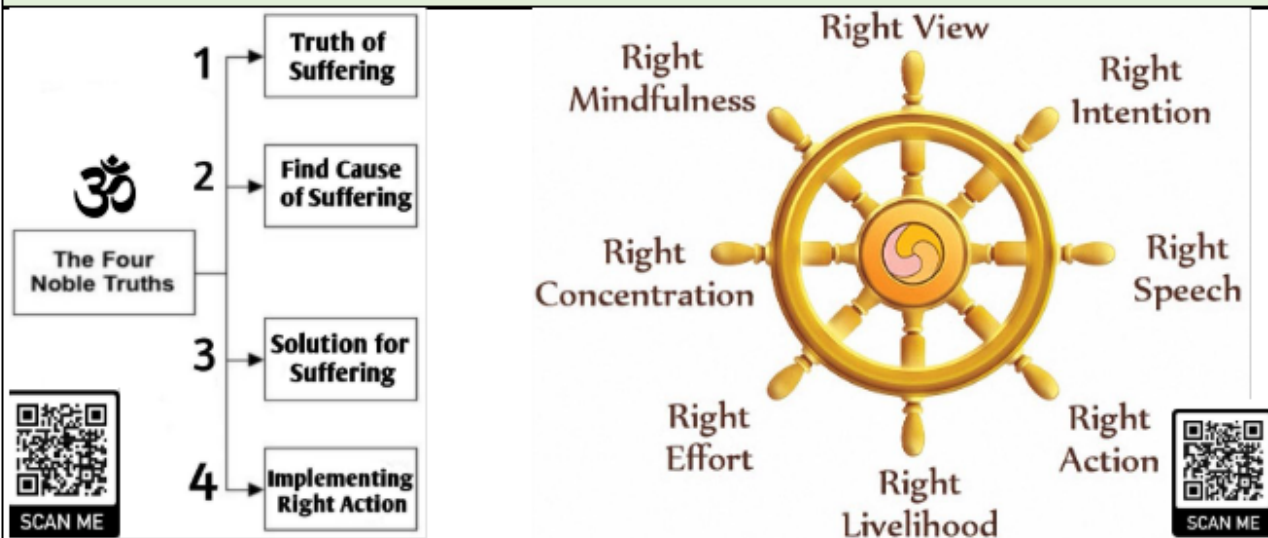 1
Truth of
Suffering
2
Find Cause
of Suffering
ॐ
The Four
Noble Truths
3
Solution for
Suffering
4
Implementing
Right Action
SCAN ME
Right View
Right
Intention
Right
Speech
Right
Action
Right
Livelihood
Right
Effort
Right
Concentration
Right
Mindfulness
SCAN ME